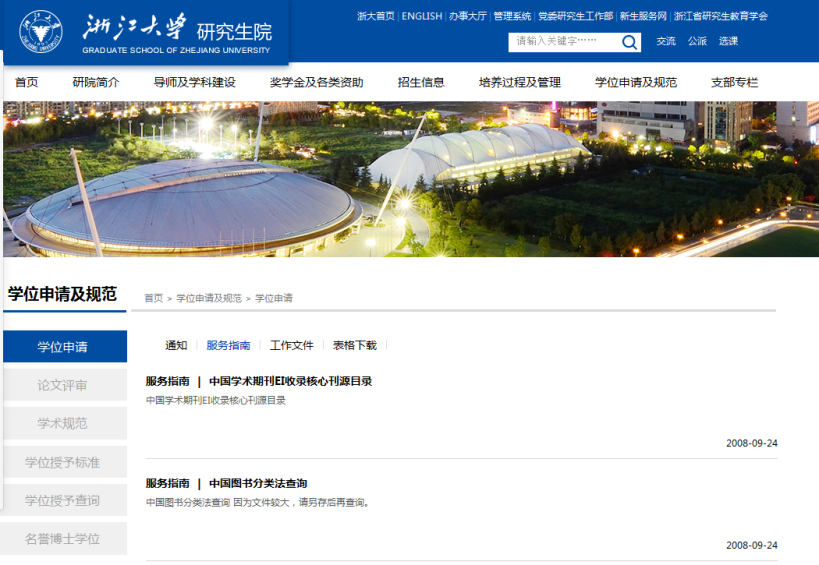 浙江大学 研究生院
GRADUATE SCHOOL OF ZHEJIANG UNIVERSITY
浙大首页 | ENGLISH | 办事大厅 | 管理系统 | 党委研究生工作部 | 新生服务网 | 浙江省研究生教育学会
请输入关键字······
交流 公派 选课
首页 研院简介 导师及学科建设 奖学金及各类资助 招生信息 培养过程及管理 学位申请及规范 支部专栏
学位申请及规范
首页 > 学位申请及规范 > 学位申请
学位申请
论文评审
学术规范
学位授予标准
学位授予查询
名誉博士学位
通知 | 服务指南 | 工作文件 | 表格下载 |
服务指南 | 中国学术期刊EI收录核心刊源目录
中国学术期刊EI收录核心刊源目录
2008-09-24
服务指南 | 中国图书分类法查询
中国图书分类法查询 因为文件较大，请另存后再查询。
2008-09-24